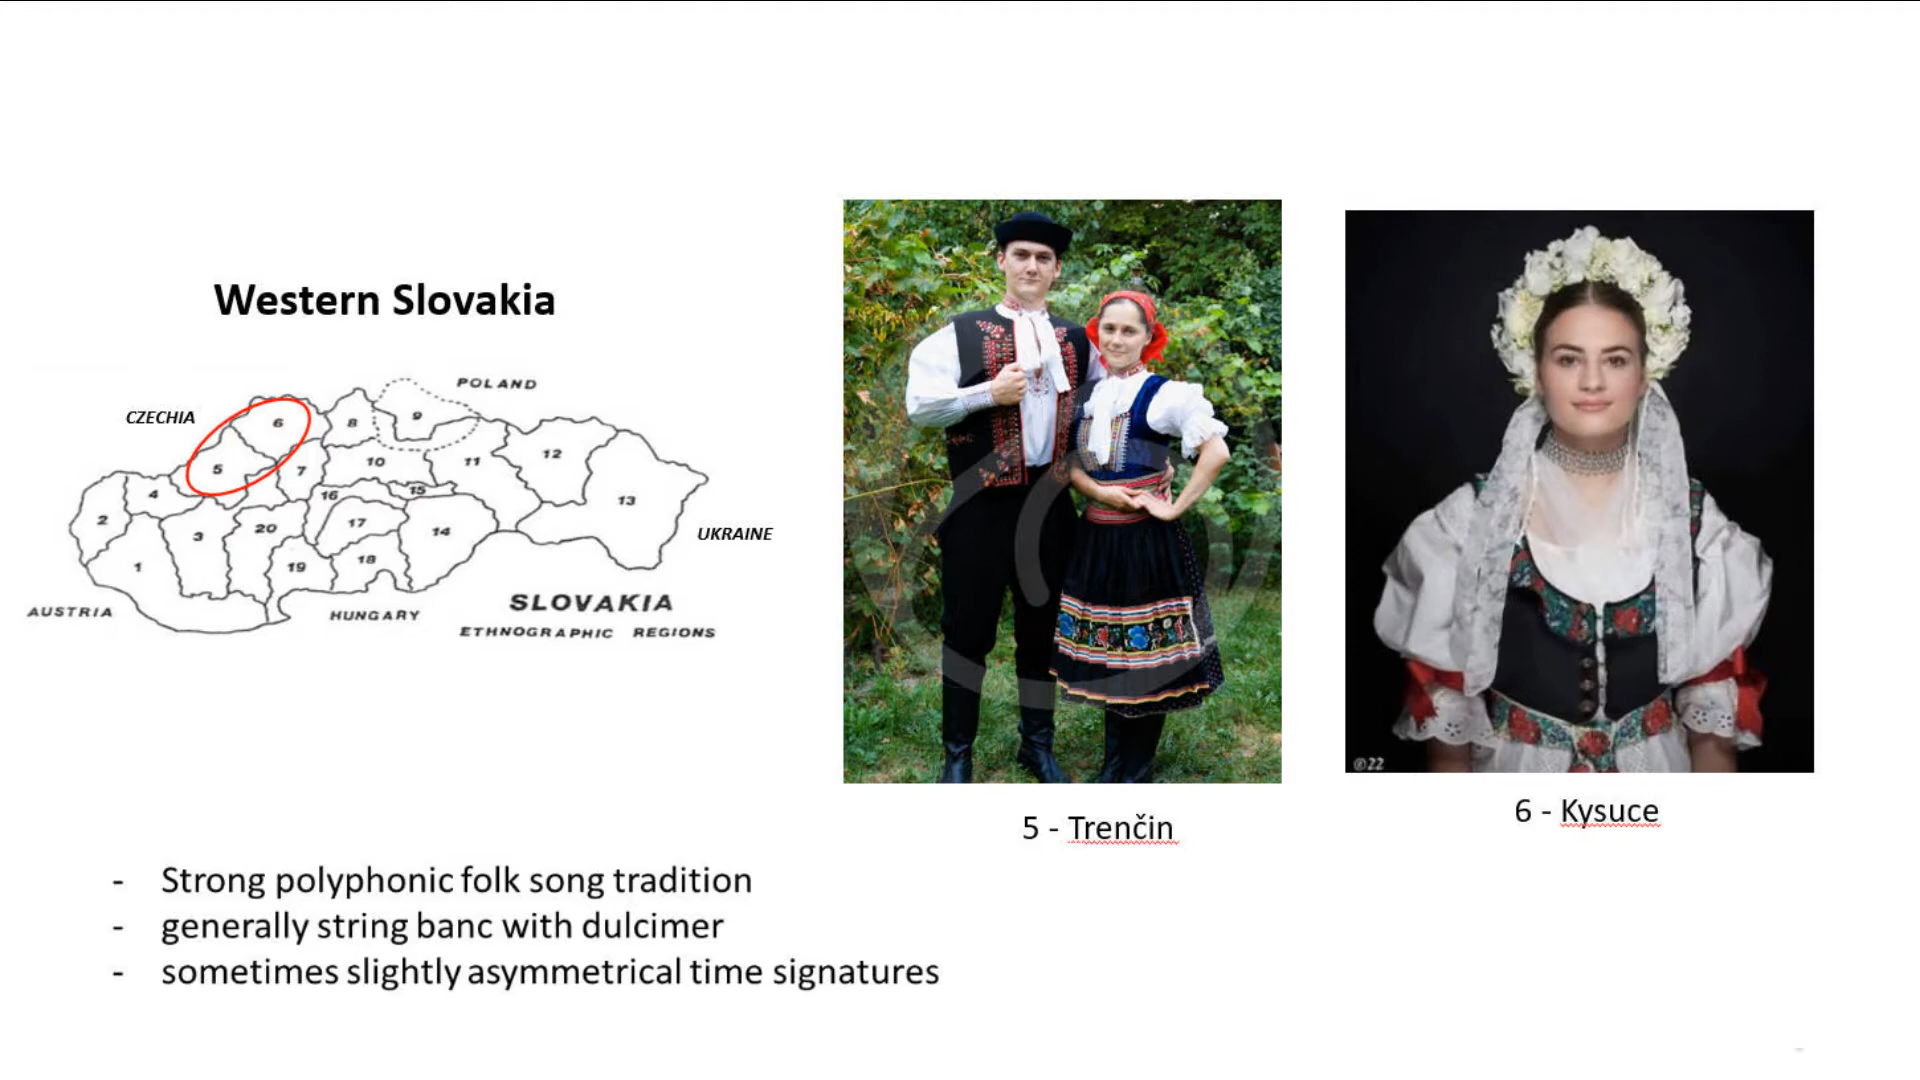 Western Slovakia
POLAND
CZECHIA
6
8
9
5
7
10
11
12
4
16
15
13
2
3
20
17
14
UKRAINE
1
19
18
AUSTRIA
HUNGARY
SLOVAKIA
ETHNOGRAPHIC REGIONS
®22
5 - Trenčin
6 - Kysuce
- Strong polyphonic folk song tradition
- generally string banc with dulcimer
- sometimes slightly asymmetrical time signatures